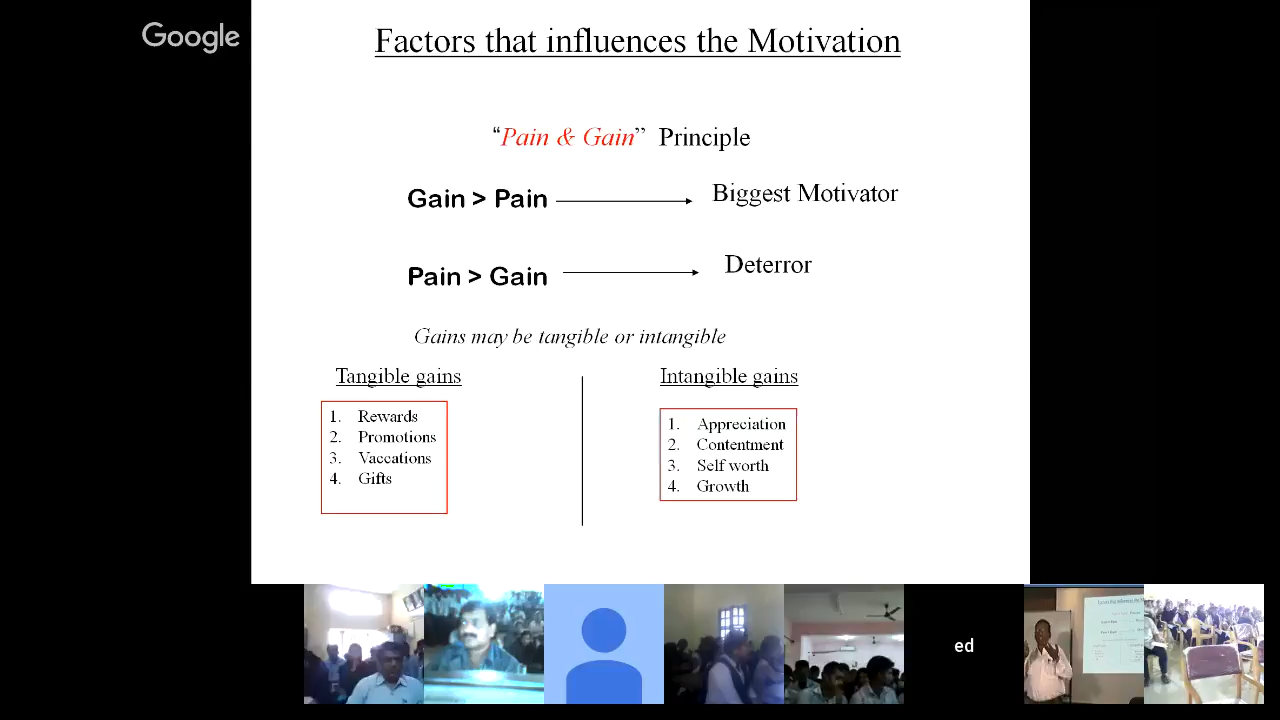 Google
Factors that influences the Motivation
“Pain & Gain” Principle
Gain > Pain
Biggest Motivator
Pain > Gain
Deterror
Gains may be tangible or intangible
Tangible gains
1. Rewards
2. Promotions
3. Vaccations
4. Gifts
Intangible gains
1. Appreciation
2. Contentment
3. Self worth
4. Growth
ed